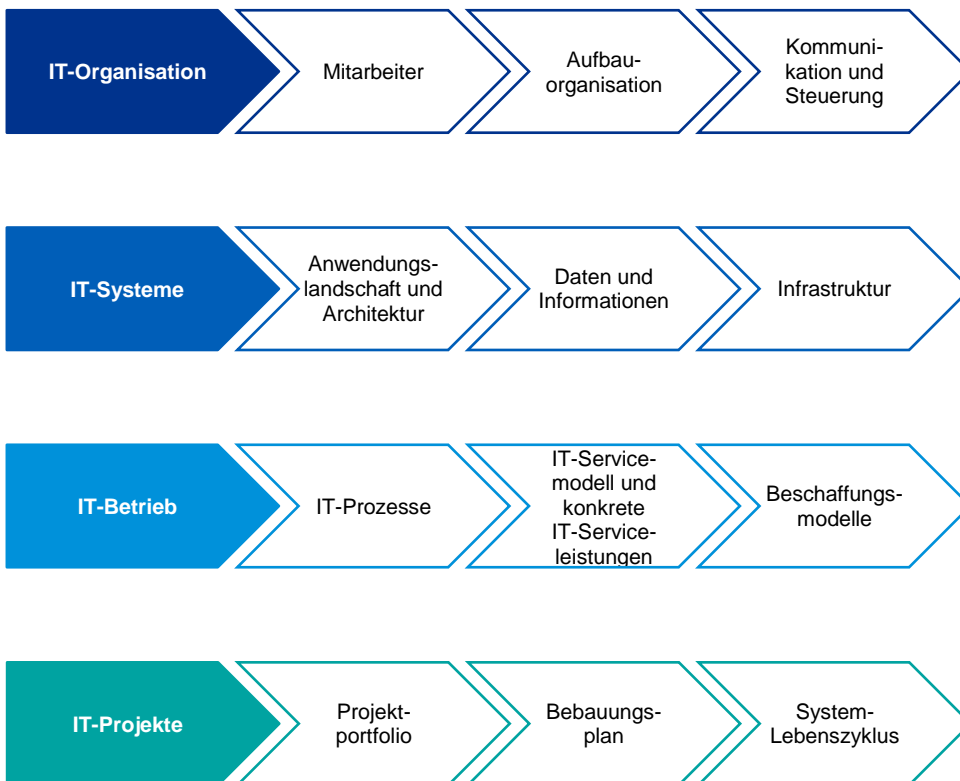 IT-Organisation
Mitarbeiter
Aufbau-
organisation
Kommuni-
kation und
Steuerung
IT-Systeme
Anwendungs-
landschaft und
Architektur
Daten und
Informationen
Infrastruktur
IT-Betrieb
IT-Prozesse
IT-Service-
modell und
konkrete
IT-Service-
leistungen
Beschaffungs-
modelle
IT-Projekte
Projekt-
portfolio
Bebauungs-
plan
System-
Lebenszyklus